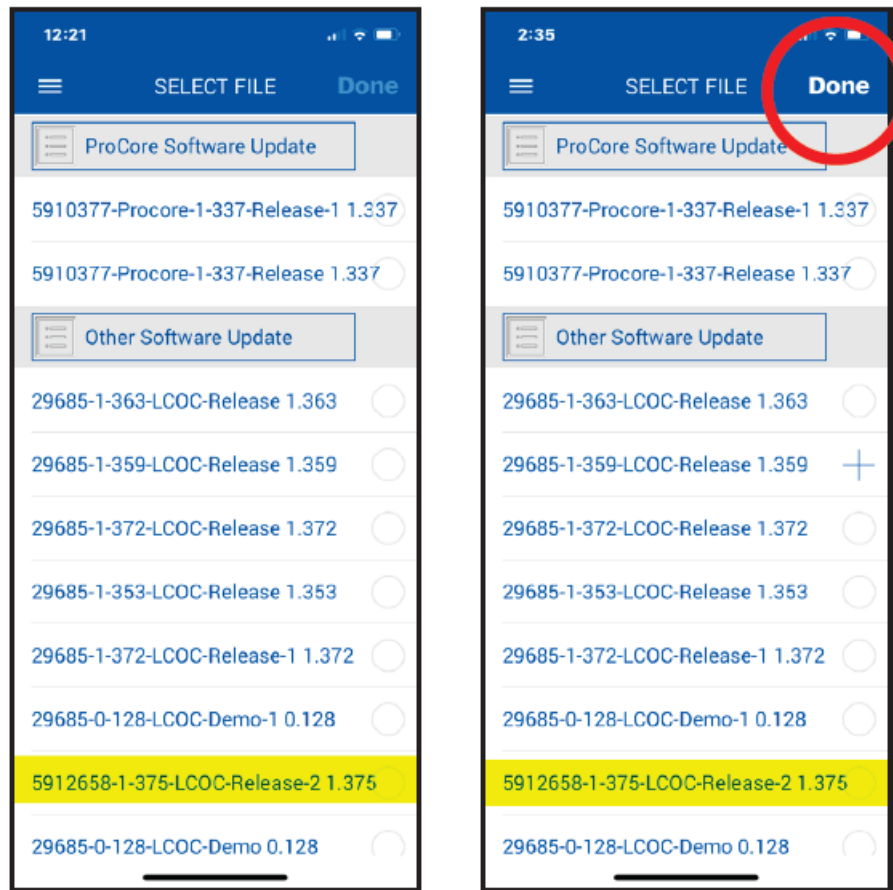 12:21
SELECT FILE Done
ProCore Software Update
5910377-Procore-1-337-Release-1 1.337
5910377-Procore-1-337-Release 1.337
Other Software Update
29685-1-363-LCOC-Release 1.363
29685-1-359-LCOC-Release 1.359
29685-1-372-LCOC-Release 1.372
29685-1-353-LCOC-Release 1.353
29685-1-372-LCOC-Release-1 1.372
29685-0-128-LCOC-Demo-1 0.128
5912658-1-375-LCOC-Release-2 1.375
29685-0-128-LCOC-Demo 0.128
2:35
SELECT FILE Done
ProCore Software Update
5910377-Procore-1-337-Release-1 1.337
5910377-Procore-1-337-Release 1.337
Other Software Update
29685-1-363-LCOC-Release 1.363
29685-1-359-LCOC-Release 1.359
29685-1-372-LCOC-Release 1.372
29685-1-353-LCOC-Release 1.353
29685-1-372-LCOC-Release-1 1.372
29685-0-128-LCOC-Demo-1 0.128
5912658-1-375-LCOC-Release-2 1.375
29685-0-128-LCOC-Demo 0.128